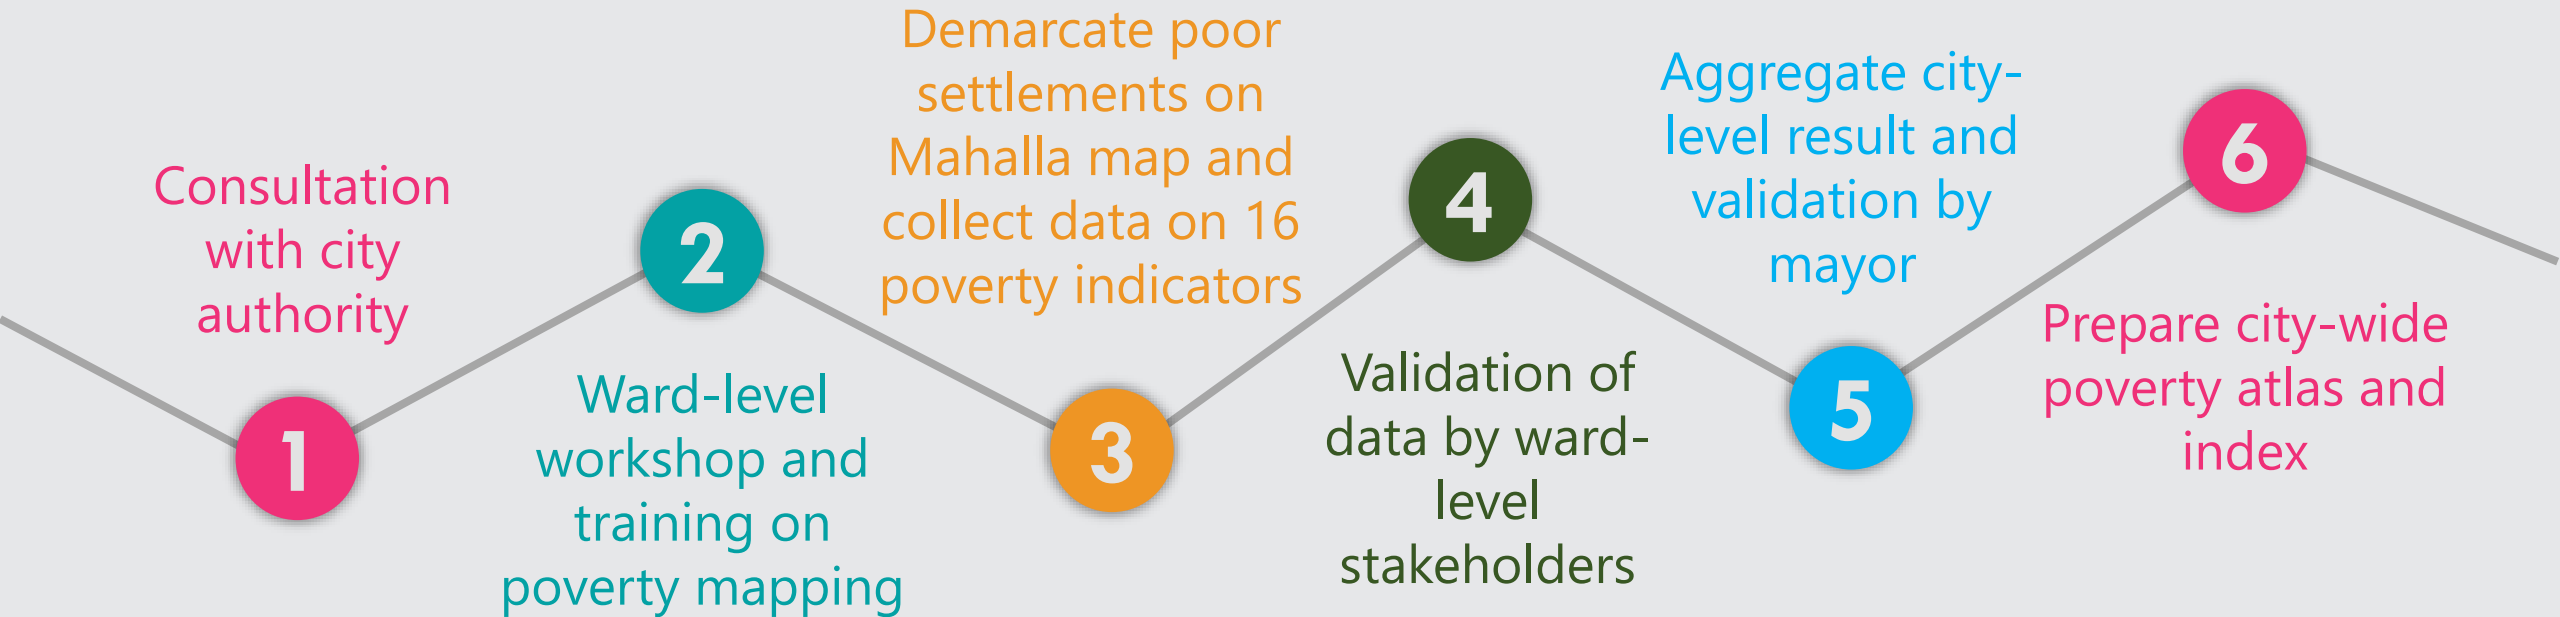 Consultation
with city
authority
1
2
Ward-level
workshop and
training on
poverty mapping
Demarcate poor
settlements on
Mahalla map and
collect data on 16
poverty indicators
3
4
Validation of
data by ward-
level
stakeholders
Aggregate city-
level result and
validation by
mayor
5
6
Prepare city-wide
poverty atlas and
index